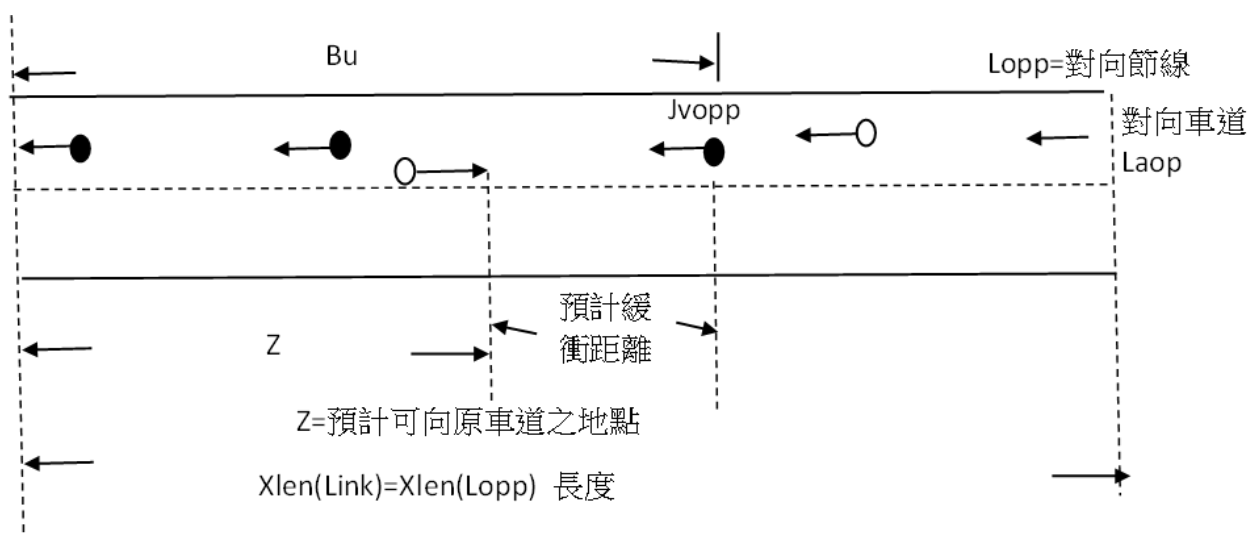 Bu
Lopp=對向節線
Jvopp
對向車道
Laop
預計緩
衝距離
Z
Z=預計可向原車道之地點
Xlen(Link)=Xlen(Lopp) 長度